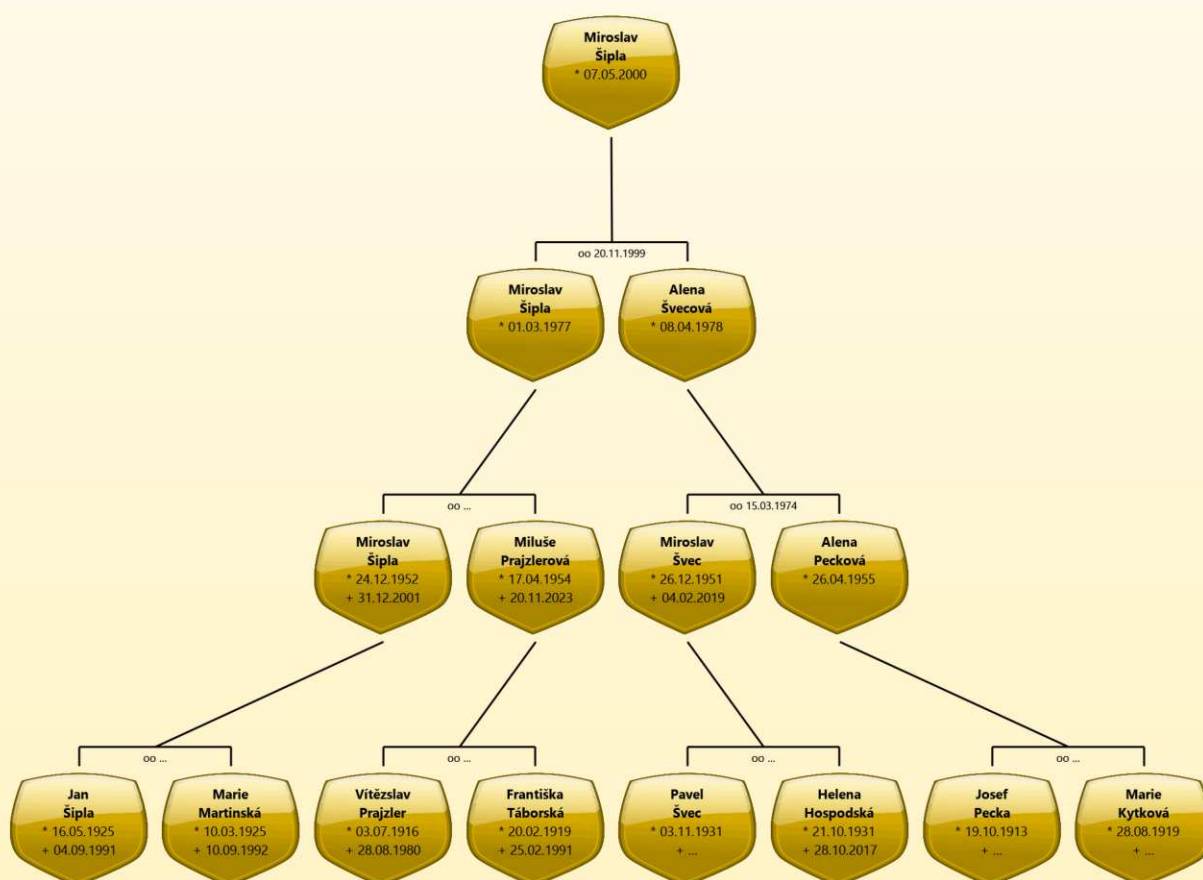 Miroslav
Šipla
* 07.05.2000
oo 20.11.1999
Miroslav
Šipla
* 01.03.1977
Alena
Švecová
* 08.04.1978
oo ...
oo 15.03.1974
Miroslav
Šipla
* 24.12.1952
+ 31.12.2001
Miluše
Prajzlerová
* 17.04.1954
+ 20.11.2023
Miroslav
Švec
* 26.12.1951
+ 04.02.2019
Alena
Pecková
* 26.04.1955
oo ...
oo ...
oo ...
oo ...
Jan
Šipla
* 16.05.1925
+ 04.09.1991
Marie
Martinská
* 10.03.1925
+ 10.09.1992
Vítězslav
Prajzler
* 03.07.1916
+ 28.08.1980
Františka
Táborská
* 20.02.1919
+ 25.02.1991
Pavel
Švec
* 03.11.1931
+ ...
Helena
Hospodská
* 21.10.1931
+ 28.10.2017
Josef
Pecka
* 19.10.1913
+ ...
Marie
Kytková
* 28.08.1919
+ ...